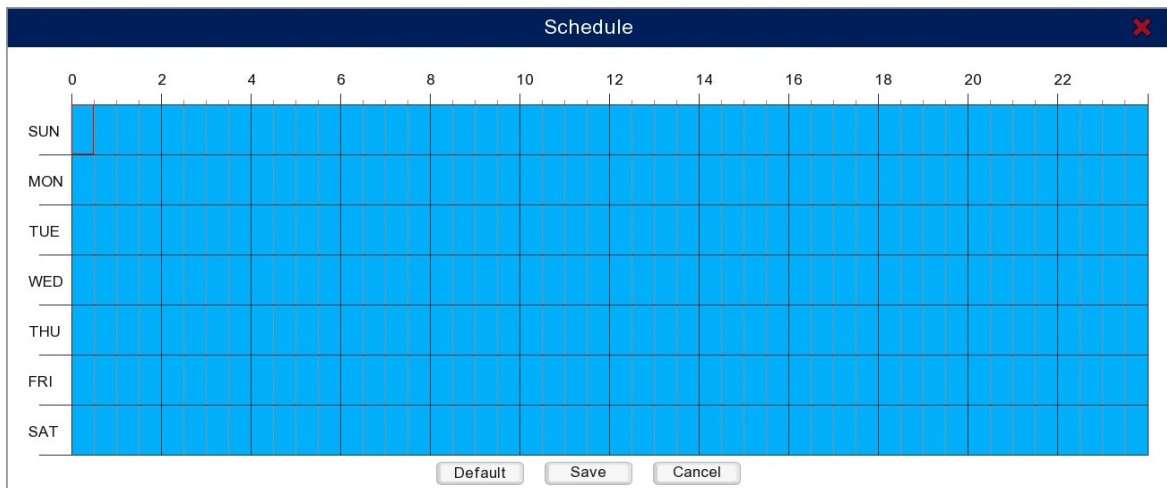 Schedule
0 2 4 6 8 10 12 14 16 18 20 22
SUN
MON
TUE
WED
THU
FRI
SAT
Default Save Cancel